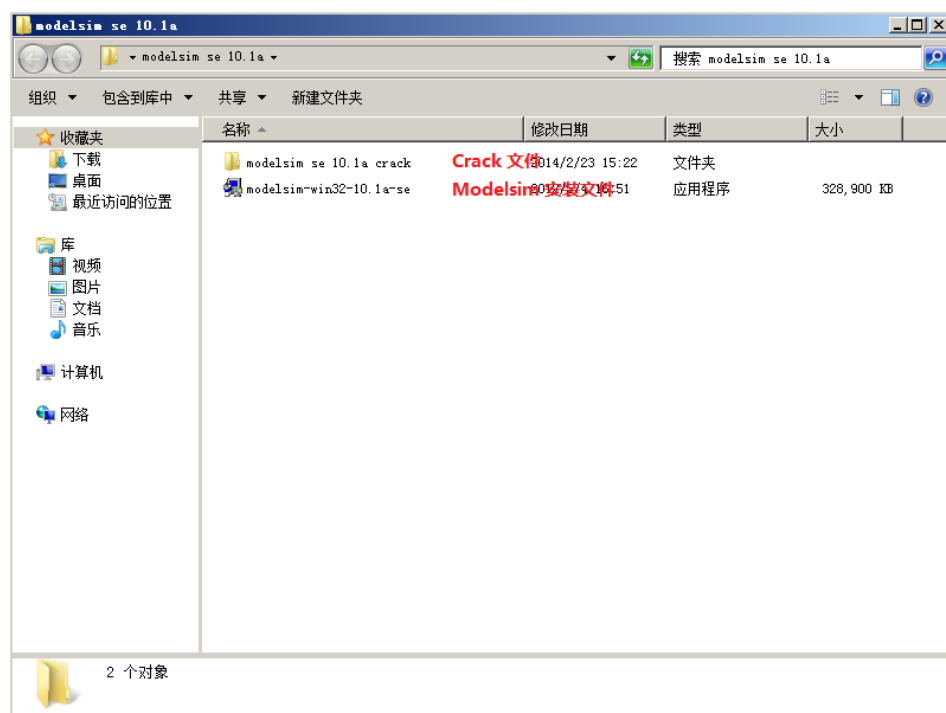 modelsim se 10.1a
modelsim se 10.1a
搜索 modelsim se 10.1a
组织 包含到库中 共享 新建文件夹
名称 修改日期 类型 大小
收藏夹
下载
桌面
最近访问的位置
库
视频
图片
文档
音乐
计算机
网络
modelsim se 10.1a crack Crack 文件 2014/2/23 15:22 文件夹
modelsim-win32-10.1a-se Modelsim 安装文件 :51 应用程序 328,900 KB
2 个对象